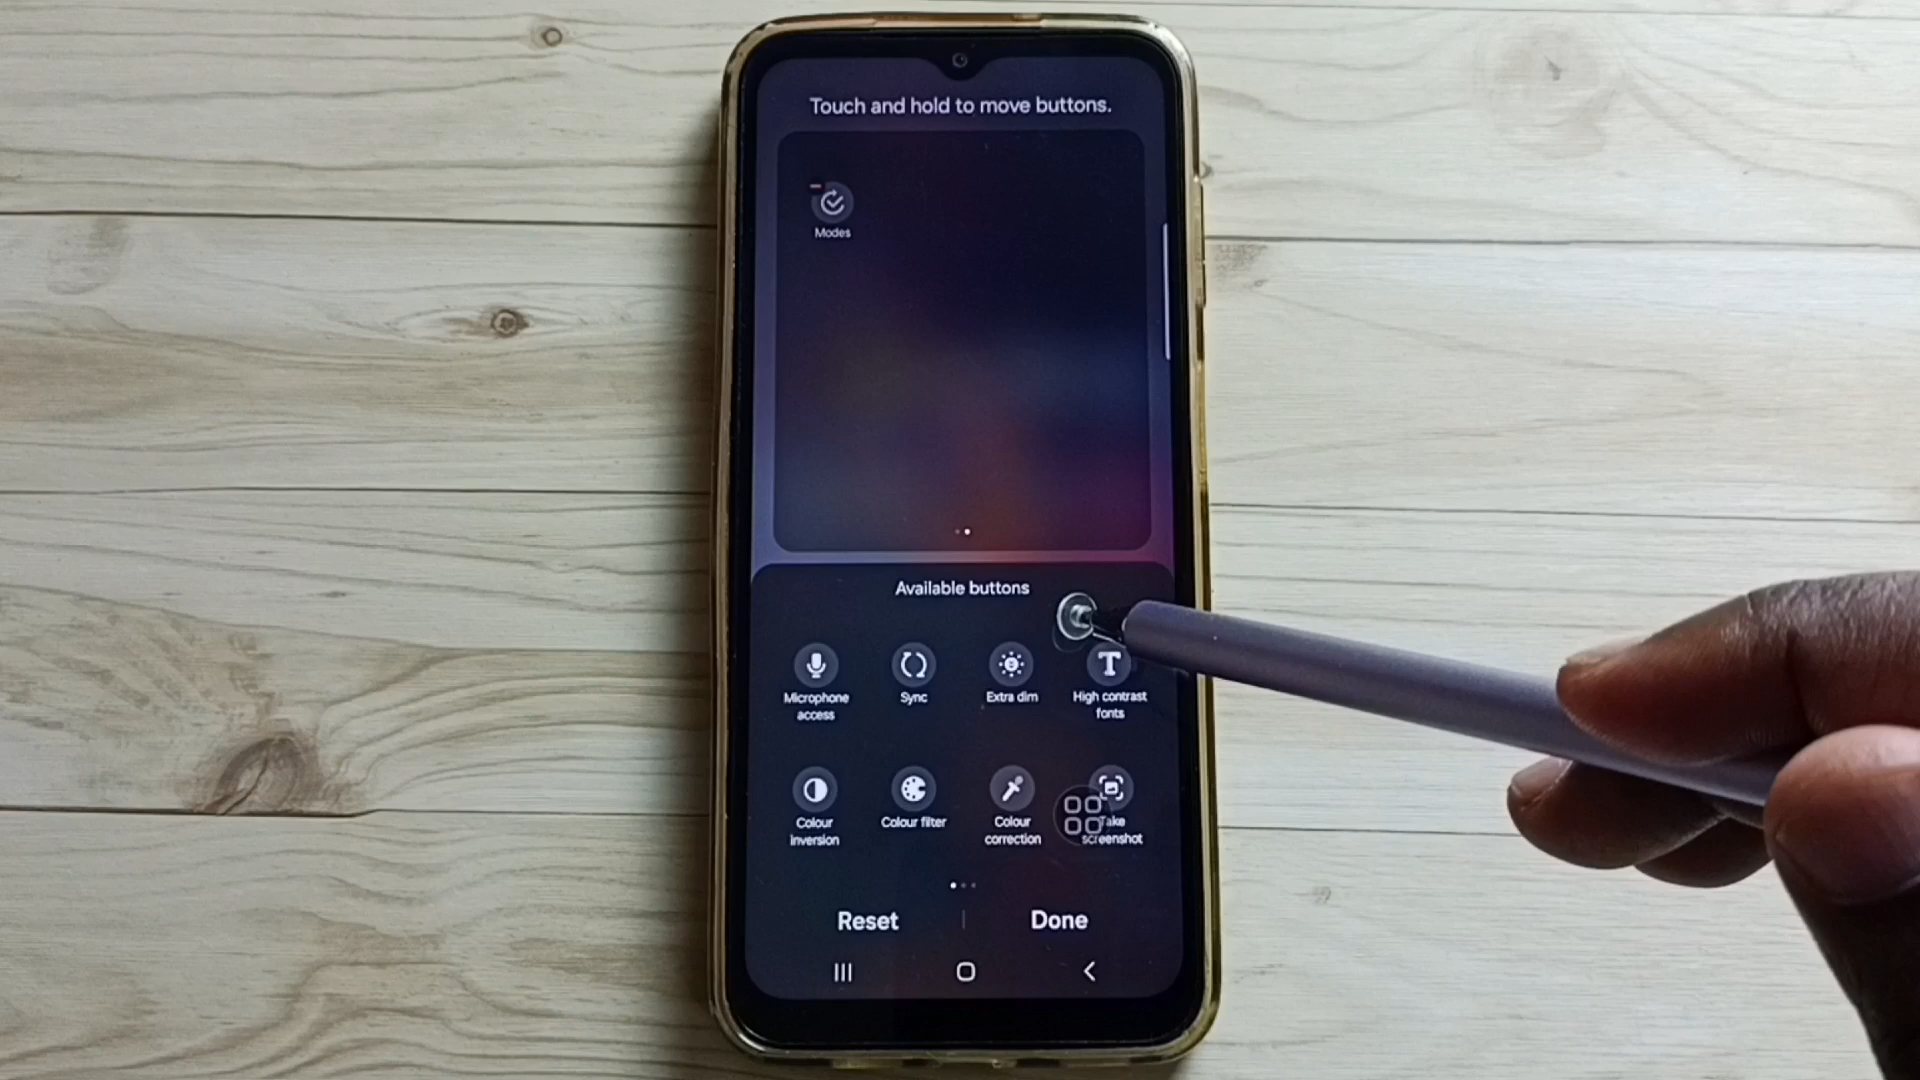 Touch and hold to move buttons.
Modes
Available buttons
Microphone access
Sync
Extra dim
High contrast fonts
Colour inversion
Colour filter
Colour correction
Take screenshot
Reset
Done